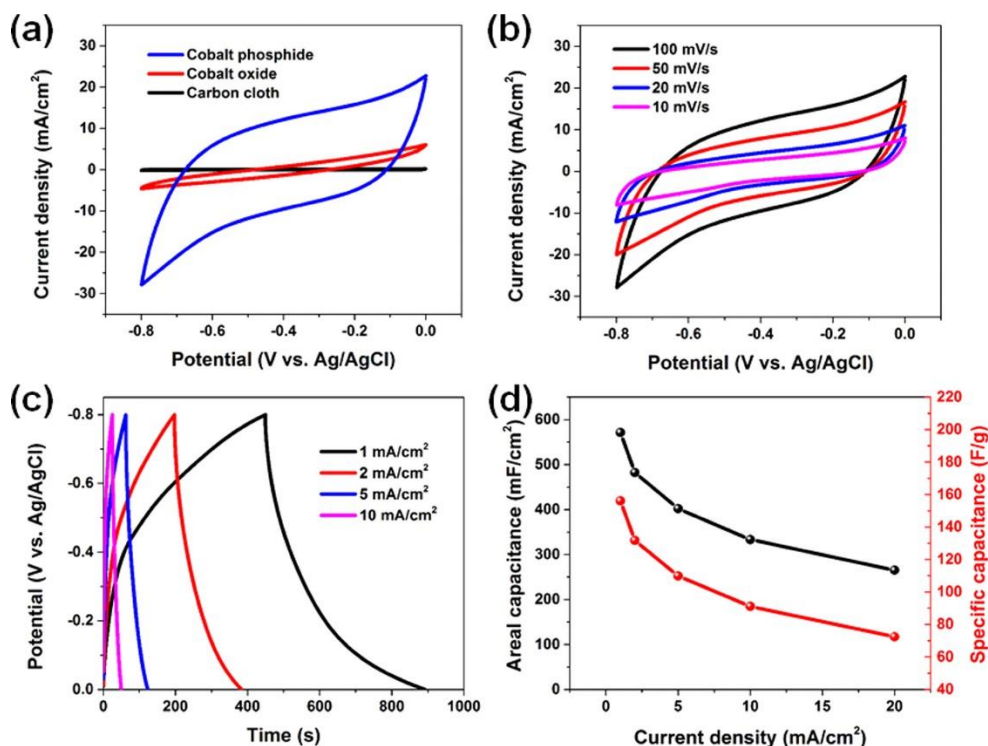 (a)
Cobalt phosphide
Cobalt oxide
Carbon cloth
30
20
10
0
-10
-20
-30
Current density (mA/cm²)
-0.8
-0.6
-0.4
-0.2
0.0
Potential (V vs. Ag/AgCl)
(b)
100 mV/s
50 mV/s
20 mV/s
10 mV/s
30
20
10
0
-10
-20
-30
Current density (mA/cm²)
-0.8
-0.6
-0.4
-0.2
0.0
Potential (V vs. Ag/AgCl)
(c)
1 mA/cm²
2 mA/cm²
5 mA/cm²
10 mA/cm²
-0.8
-0.6
-0.4
-0.2
0.0
Potential (V vs. Ag/AgCl)
0
200
400
600
800
1000
Time (s)
(d)
600
500
400
300
200
100
0
Areal capacitance (mF/cm²)
220
200
180
160
140
120
100
80
60
40
Specific capacitance (F/g)
0
5
10
15
20
Current density (mA/cm²)